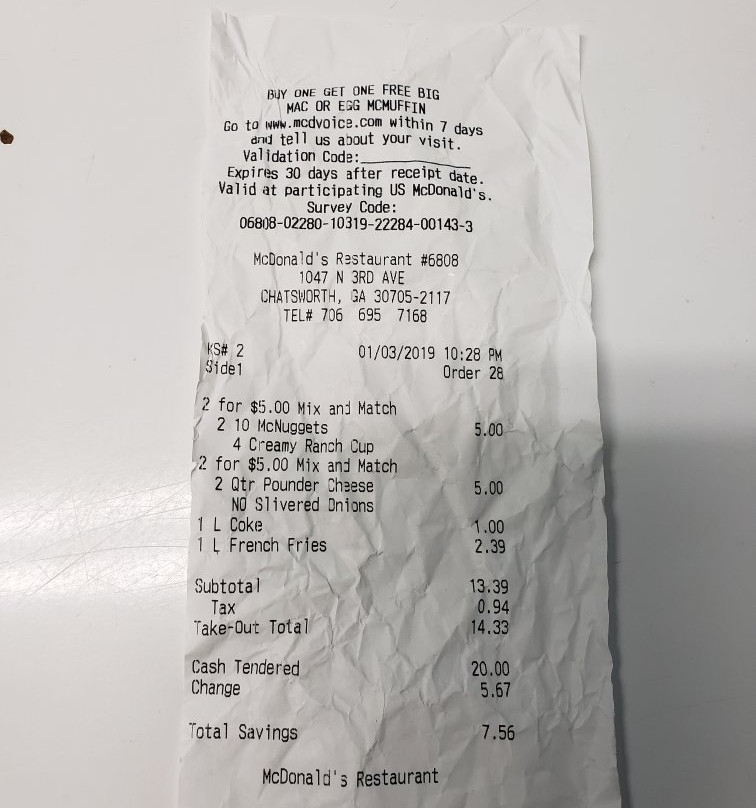 BUY ONE GET ONE FREE BIG
MAC OR EGG MCMUFFIN
Go to www.mcdvoice.com within 7 days
and tell us about your visit.
Validation Code:____________
Expires 30 days after receipt date.
Valid at participating US McDonald's.
Survey Code:
06808-02280-10319-22284-00143-3
McDonald's Restaurant #6808
1047 N 3RD AVE
CHATSWORTH, GA 30705-2117
TEL# 706 695 7168
KS# 2 01/03/2019 10:28 PM
Side1 Order 28
2 for $5.00 Mix and Match
2 10 McNuggets 5.00
4 Creamy Ranch Cup
2 for $5.00 Mix and Match
2 Qtr Pounder Cheese 5.00
NO Slivered Onions
1 L Coke 1.00
1 L French Fries 2.39
Subtotal 13.39
Tax 0.94
Take-Out Total 14.33
Cash Tendered 20.00
Change 5.67
Total Savings 7.56
McDonald's Restaurant